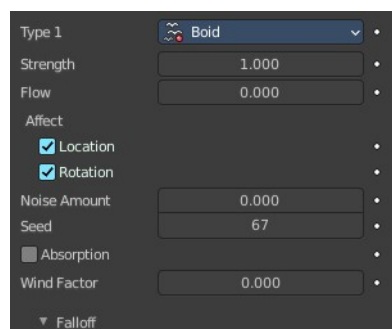 Type 1 Boid
Strength 1.000
Flow 0.000
Affect
Location
Rotation
Noise Amount 0.000
Seed 67
Absorption
Wind Factor 0.000
Falloff